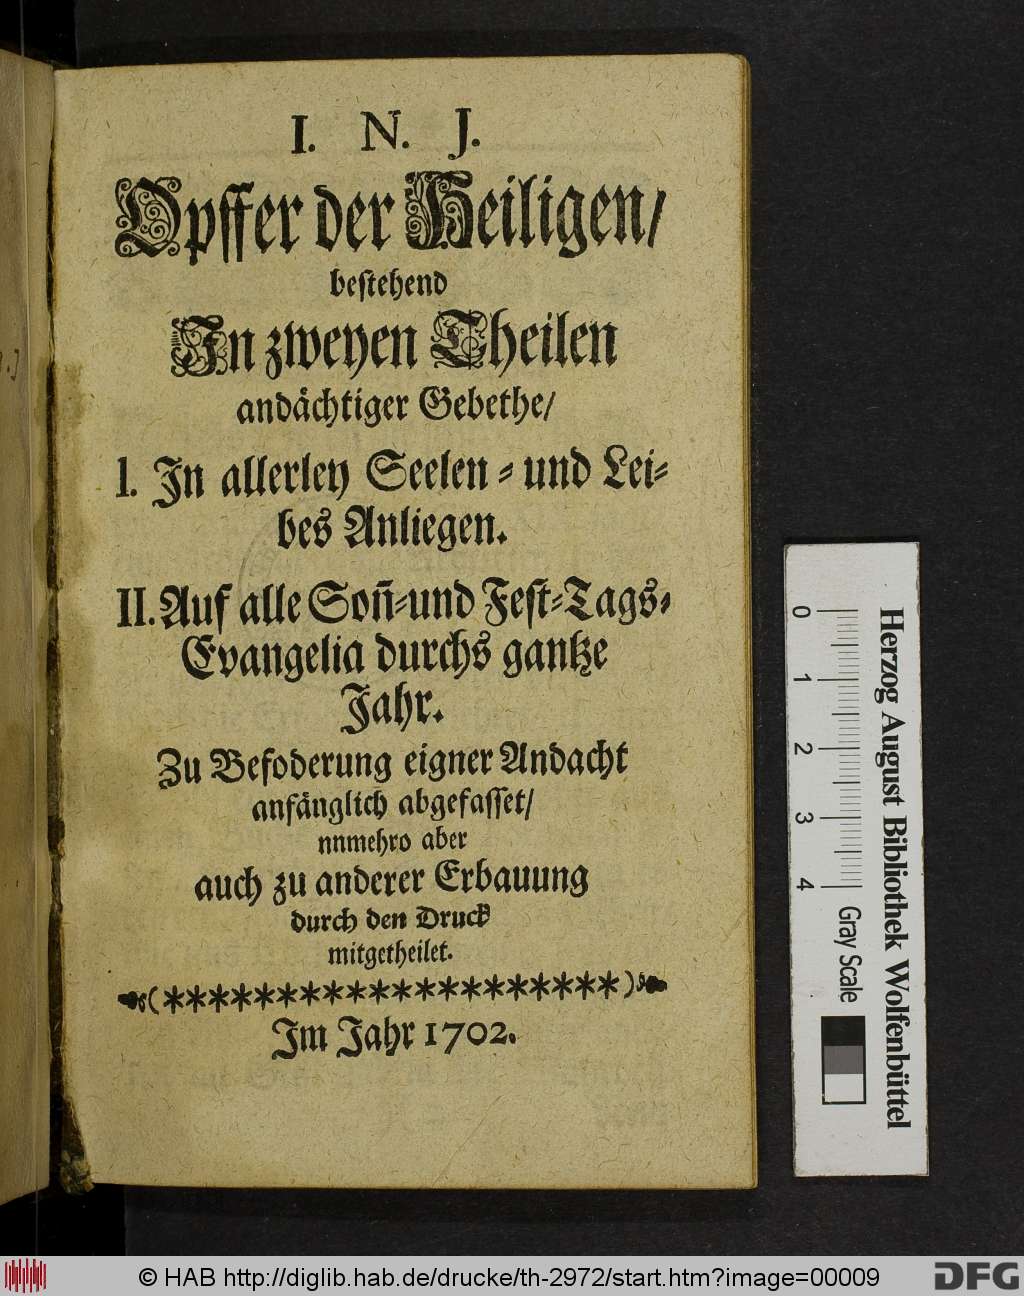 I. N. J.
Opffer der Heiligen/
bestehend
In zweyen Theilen
andächtiger Gebethe/
I. In allerley Seelen- und Lei-
bes Anliegen.
II. Auf alle Soñ-und Fest-Tags-
Evangelia durchs gantze
Jahr.
Zu Befoderung eigner Andacht
anfänglich abgefasset/
nnmehro aber
auch zu anderer Erbauung
durch den Druck
mitgetheilet.
(********************)
Im Jahr 1702.
Herzog August Bibliothek Wolfenbüttel
0 1 2 3 4 Gray Scale
© HAB http://diglib.hab.de/drucke/th-2972/start.htm?image=00009
DFG